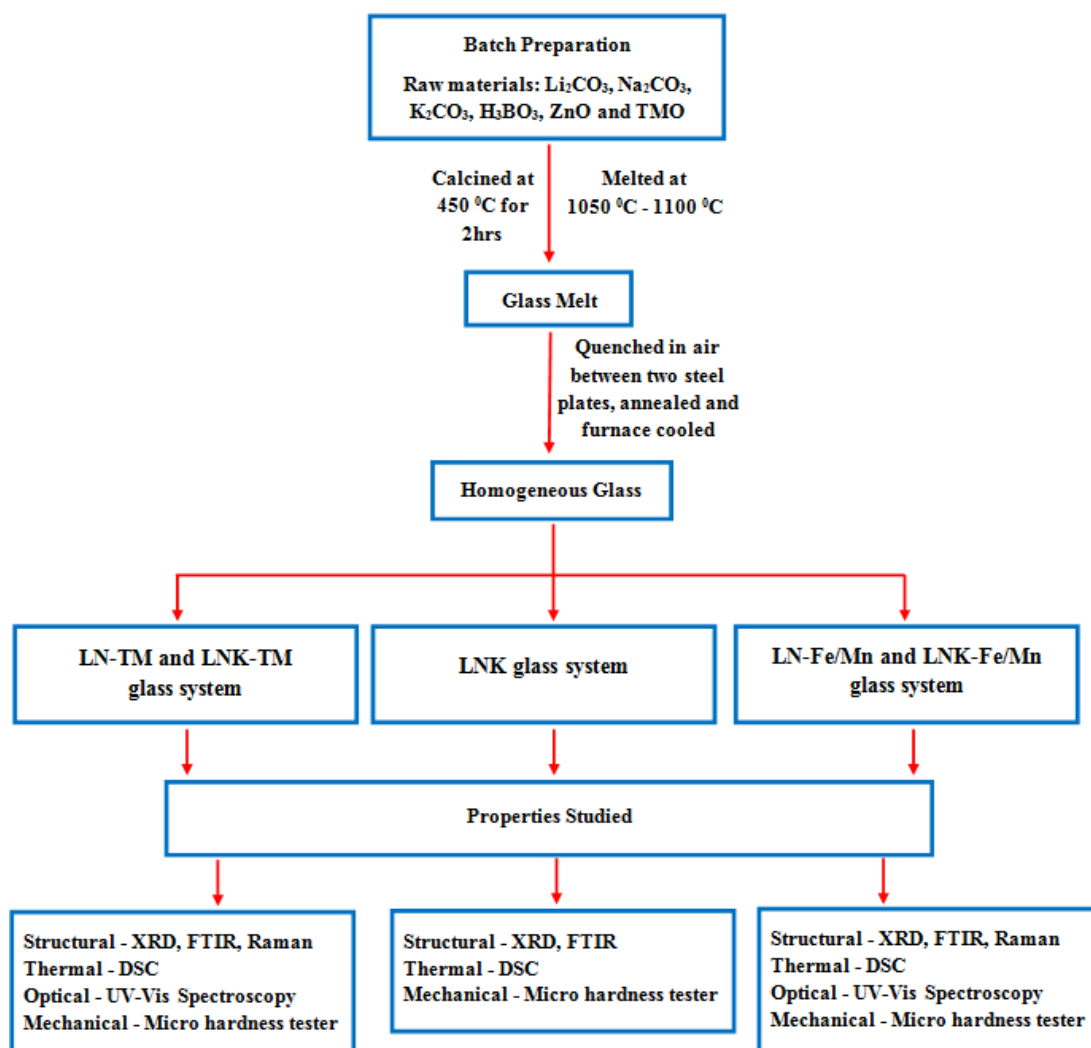 Batch Preparation
Raw materials: Li₂CO₃, Na₂CO₃,
K₂CO₃, H₃BO₃, ZnO and TMO
Calcined at
450 ⁰C for
2hrs
Melted at
1050 ⁰C - 1100 ⁰C
Glass Melt
Quenched in air
between two steel
plates, annealed and
furnace cooled
Homogeneous Glass
LN-TM and LNK-TM
glass system
LNK glass system
LN-Fe/Mn and LNK-Fe/Mn
glass system
Properties Studied
Structural - XRD, FTIR, Raman
Thermal - DSC
Optical - UV-Vis Spectroscopy
Mechanical - Micro hardness tester
Structural - XRD, FTIR
Thermal - DSC
Mechanical - Micro hardness tester
Structural - XRD, FTIR, Raman
Thermal - DSC
Optical - UV-Vis Spectroscopy
Mechanical - Micro hardness tester